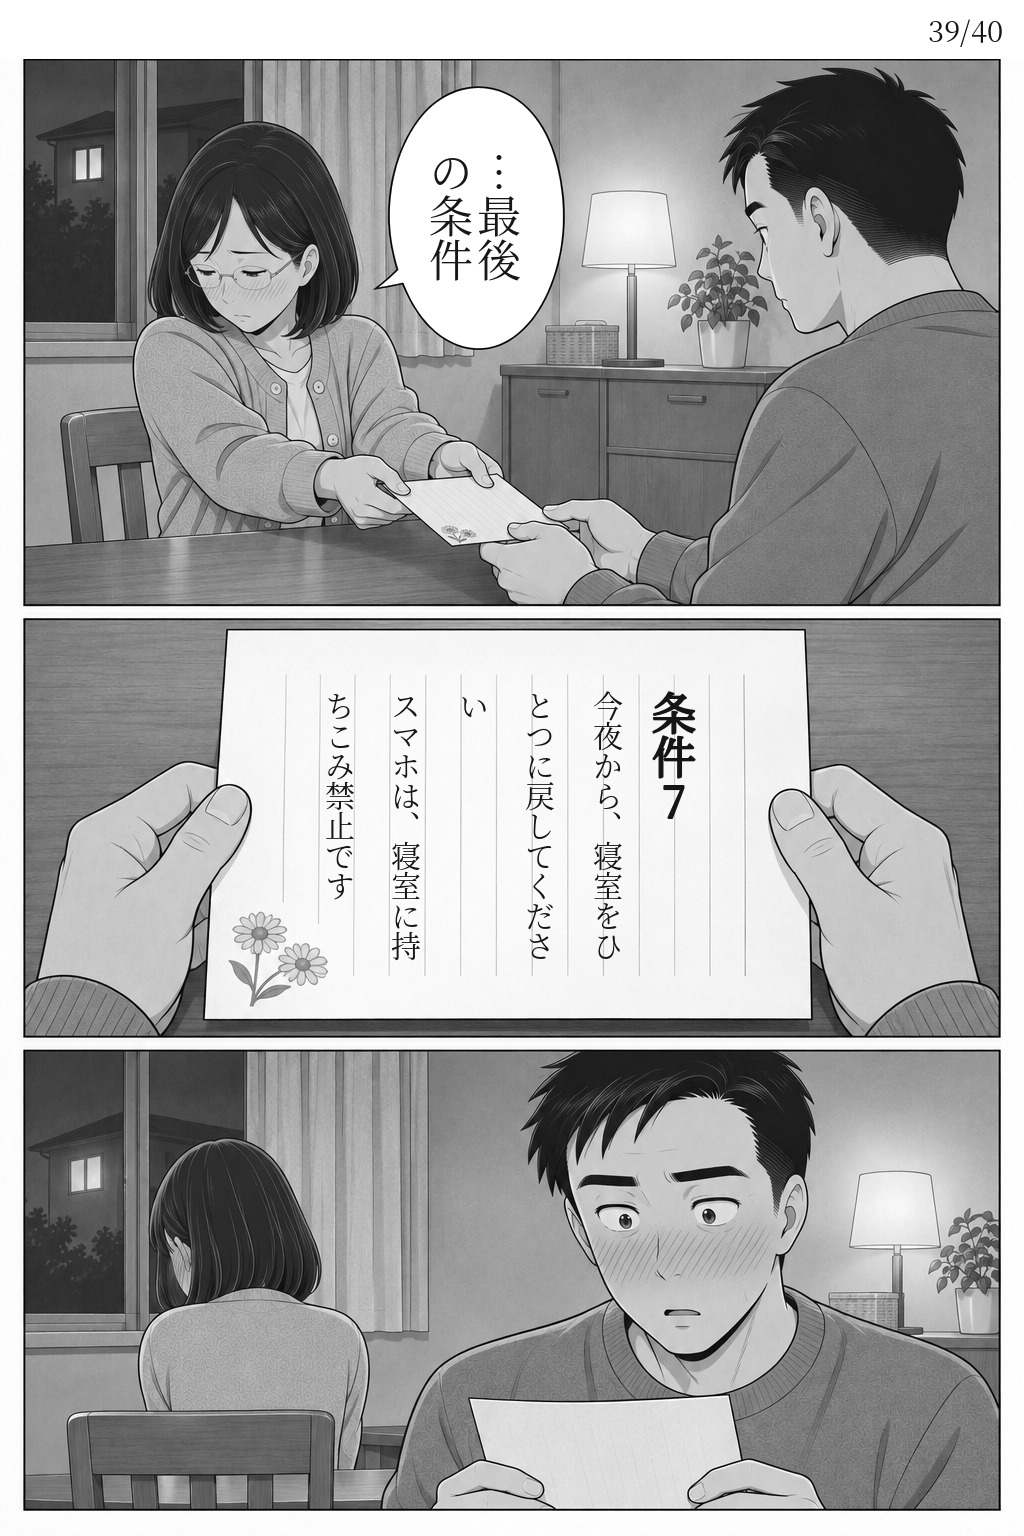 39/40
…最後
の条件
条件7
今夜から、寝室をひ
とつに戻してくださ
い
スマホは、寝室に持
ちこみ禁止です